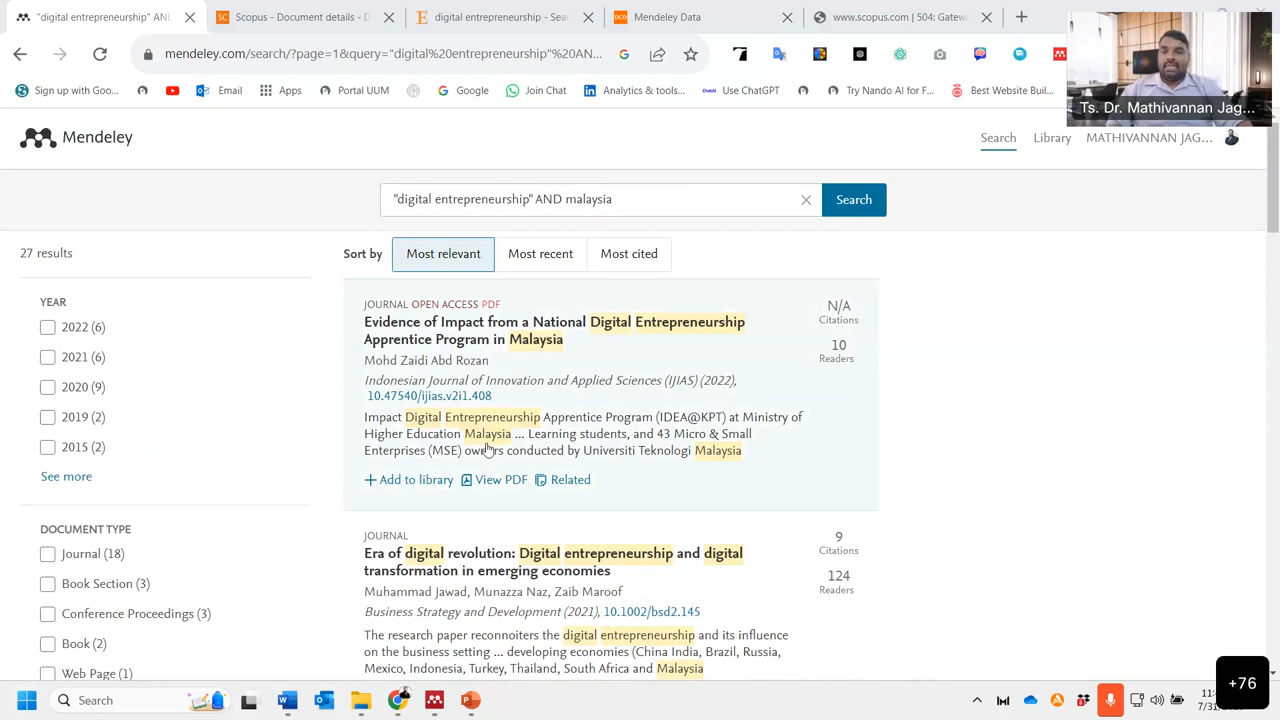 "digital entrepreneurship" AN
Scopus - Document details - D
digital entrepreneurship - Sea
Mendeley Data
www.scopus.com | 504: Gatew
mendeley.com/search/?page=1&query="digital%20entrepreneurship"%20AN...
Sign up with Goo...
Email
Apps
Portal UUM
Google
Join Chat
Analytics & tools...
Use ChatGPT
Try Nando AI for F...
Best Website Buil...
Ts. Dr. Mathivannan Jag...
Mendeley
Search
Library
MATHIVANNAN JAG...
"digital entrepreneurship" AND malaysia
Search
27 results
Sort by
Most relevant
Most recent
Most cited
YEAR
2022 (6)
2021 (6)
2020 (9)
2019 (2)
2015 (2)
See more
DOCUMENT TYPE
Journal (18)
Book Section (3)
Conference Proceedings (3)
Book (2)
Web Page (1)
JOURNAL OPEN ACCESS PDF
Evidence of Impact from a National Digital Entrepreneurship
Apprentice Program in Malaysia
Mohd Zaidi Abd Rozan
Indonesian Journal of Innovation and Applied Sciences (IJIAS) (2022),
10.47540/ijias.v2i1.408
Impact Digital Entrepreneurship Apprentice Program (IDEA@KPT) at Ministry of
Higher Education Malaysia ... Learning students, and 43 Micro & Small
Enterprises (MSE) owners conducted by Universiti Teknologi Malaysia
Add to library
View PDF
Related
N/A
Citations
10
Readers
JOURNAL
Era of digital revolution: Digital entrepreneurship and digital
transformation in emerging economies
Muhammad Jawad, Munazza Naz, Zaib Maroof
Business Strategy and Development (2021), 10.1002/bsd2.145
The research paper reconnoiters the digital entrepreneurship and its influence
on the business setting ... developing economies (China India, Brazil, Russia,
Mexico, Indonesia, Turkey, Thailand, South Africa and Malaysia
9
Citations
124
Readers
Search
+76